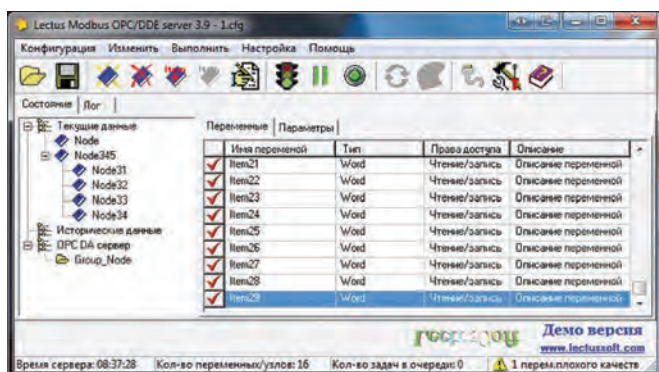 Lectus Modbus OPC/DDE server 3.9 - 1.cfg
Конфигурация Изменить Выполнить Настройка Помощь
Состояние Лог
Текущие данные
Node
Node345
Node31
Node32
Node33
Node34
Исторические данные
OPC DA сервер
Group_Node
Переменные Параметры
Имя переменой Тип Права доступа Описание
Item21 Word Чтение/запись Описание переменной
Item22 Word Чтение/запись Описание переменной
Item23 Word Чтение/запись Описание переменной
Item24 Word Чтение/запись Описание переменной
Item25 Word Чтение/запись Описание переменной
Item26 Word Чтение/запись Описание переменной
Item27 Word Чтение/запись Описание переменной
Item28 Word Чтение/запись Описание переменной
Item29 Word Чтение/запись Описание переменной
Демо версия
www.lectussoft.com
Время сервера: 08:37:28 Кол-во переменных/узлов: 16 Кол-во задач в очереди: 0 1 перем.плохого качеств